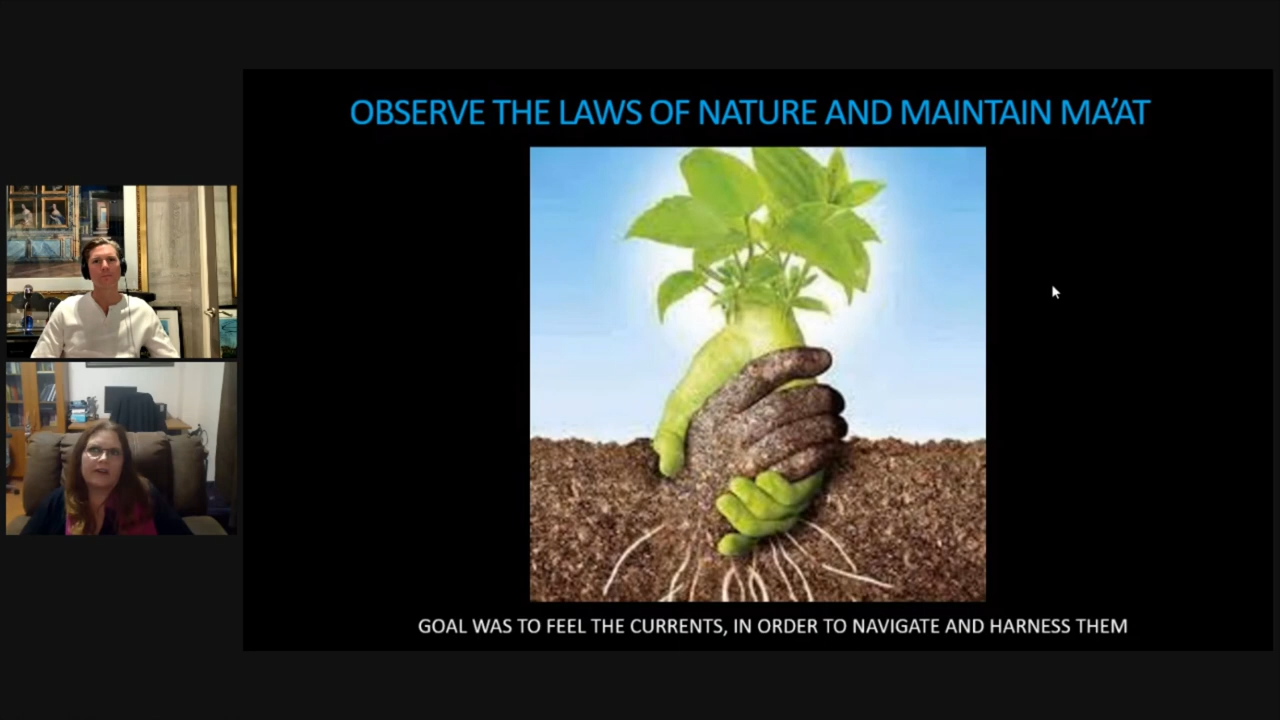 OBSERVE THE LAWS OF NATURE AND MAINTAIN MA’AT
GOAL WAS TO FEEL THE CURRENTS, IN ORDER TO NAVIGATE AND HARNESS THEM